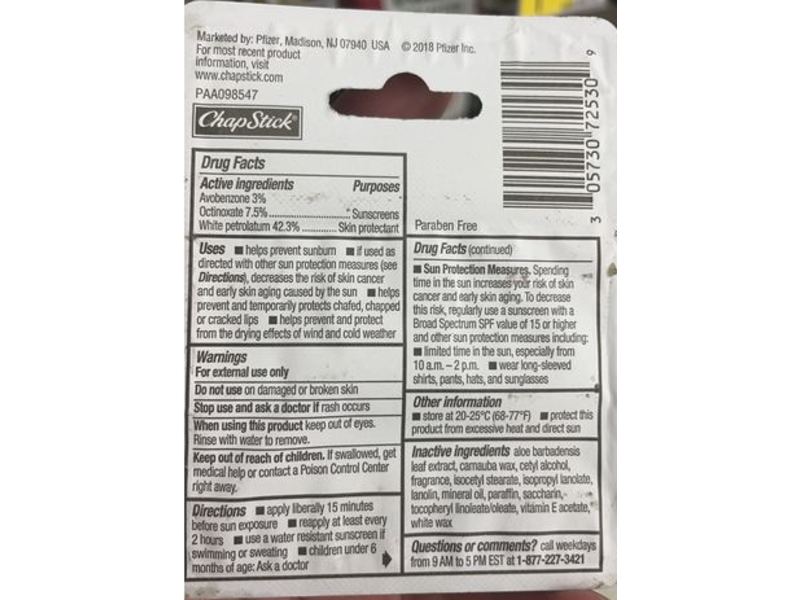 Marketed by: Pfizer, Madison, NJ 07940 USA © 2018 Pfizer Inc.
For most recent product
information, visit
www.chapstick.com
PAA098547
ChapStick®
3 05730 72530 9
Paraben Free
Drug Facts
Active ingredients Purposes
Avobenzone 3%
Octinoxate 7.5%.......................... Sunscreens
White petrolatum 42.3%............ Skin protectant
Uses ■ helps prevent sunburn ■ if used as
directed with other sun protection measures (see
Directions), decreases the risk of skin cancer
and early skin aging caused by the sun ■ helps
prevent and temporarily protects chafed, chapped
or cracked lips ■ helps prevent and protect
from the drying effects of wind and cold weather
Warnings
For external use only
Do not use on damaged or broken skin
Stop use and ask a doctor if rash occurs
When using this product keep out of eyes.
Rinse with water to remove.
Keep out of reach of children. If swallowed, get
medical help or contact a Poison Control Center
right away.
Directions ■ apply liberally 15 minutes
before sun exposure ■ reapply at least every
2 hours ■ use a water resistant sunscreen if
swimming or sweating ■ children under 6
months of age: Ask a doctor
Drug Facts (continued)
■ Sun Protection Measures. Spending
time in the sun increases your risk of skin
cancer and early skin aging. To decrease
this risk, regularly use a sunscreen with a
Broad Spectrum SPF value of 15 or higher
and other sun protection measures including:
■ limited time in the sun, especially from
10 a.m. – 2 p.m. ■ wear long-sleeved
shirts, pants, hats, and sunglasses
Other information
■ store at 20-25°C (68-77°F) ■ protect this
product from excessive heat and direct sun
Inactive ingredients aloe barbadensis
leaf extract, carnauba wax, cetyl alcohol,
fragrance, isocetyl stearate, isopropyl lanolate,
lanolin, mineral oil, paraffin, saccharin,
tocopheryl linoleate/oleate, vitamin E acetate,
white wax
Questions or comments? call weekdays
from 9 AM to 5 PM EST at 1-877-227-3421